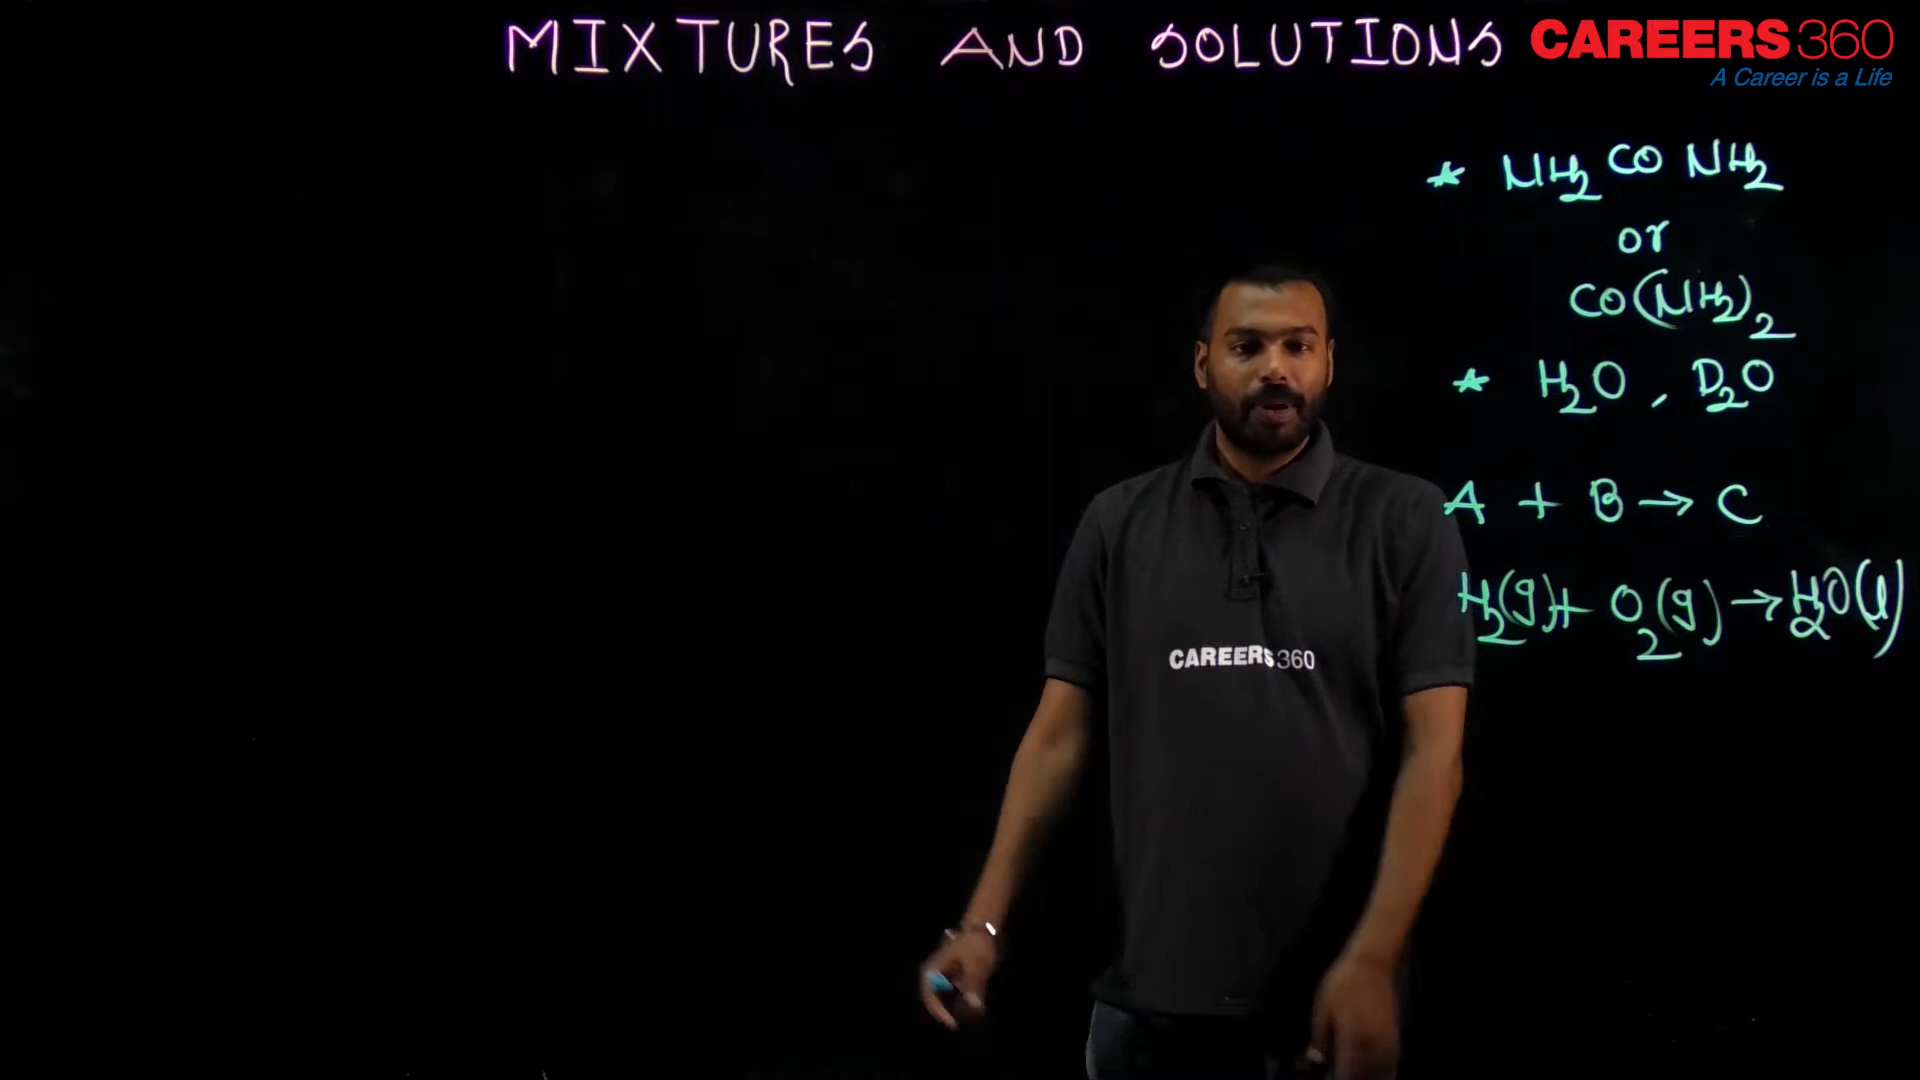 MIXTURES AND SOLUTIONS
CAREERS360
A Career is a Life
* NH₂ CO NH₂
or
CO(NH₂)₂
* H₂O, D₂O
A + B → C
H₂(g) + O₂(g) → H₂O(l)
CAREERS360